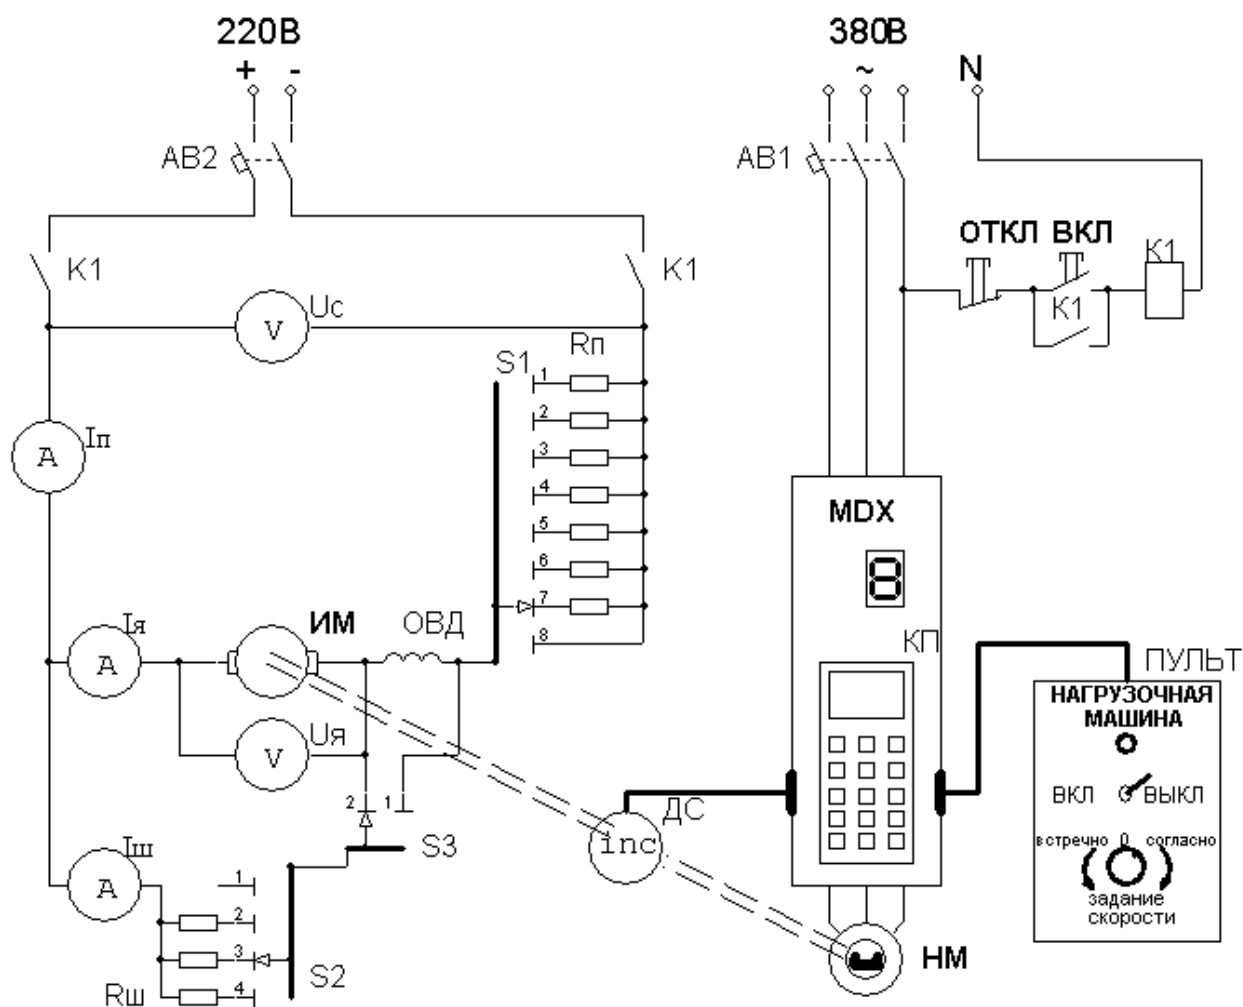 220В
380В
+ -
~
N
АВ2
АВ1
ОТКЛ ВКЛ
К1
К1
К1
К1
V
Uc
S1
Rп
1
2
3
4
5
6
7
8
A
Iп
MDX
8
КП
Iя
A
ИМ
ОВД
V
Uя
2
1
S3
ДС
inc
Iш
A
1
2
3
4
S2
Rш
НМ
ПУЛЬТ
НАГРУЗОЧНАЯ
МАШИНА
ВКЛ ВЫКЛ
встречно 0 согласно
задание
скорости